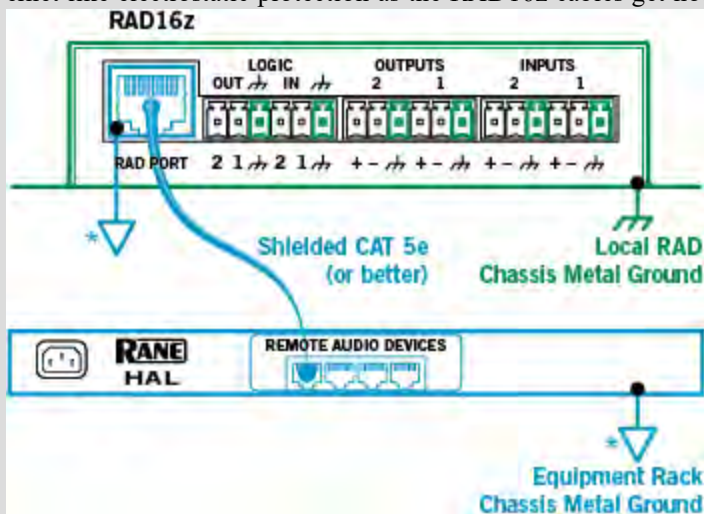 RAD16z
LOGIC OUTPUTS INPUTS
OUT IN 2 1 2 1
RAD PORT 2 1 2 1 + - + - + - + -
*
Shielded CAT 5e
(or better)
Local RAD
Chassis Metal Ground
RANE
HAL
REMOTE AUDIO DEVICES
*
Equipment Rack
Chassis Metal Ground